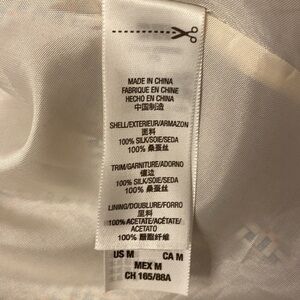 MADE IN CHINA
FABRIQUE EN CHINE
HECHO EN CHINA
中国制造
SHELL/EXTERIEUR/ARMAZON
面料
100% SILK/SOIE/SEDA
100% 桑蚕丝
TRIM/GARNITURE/ADORNO
镶边
100% SILK/SOIE/SEDA
100% 桑蚕丝
LINING/DOUBLURE/FORRO
里料
100% ACETATE/ACÉTATE/
ACETATO
100% 醋酯纤维
US M CA M
MEX M
CH 165/88A